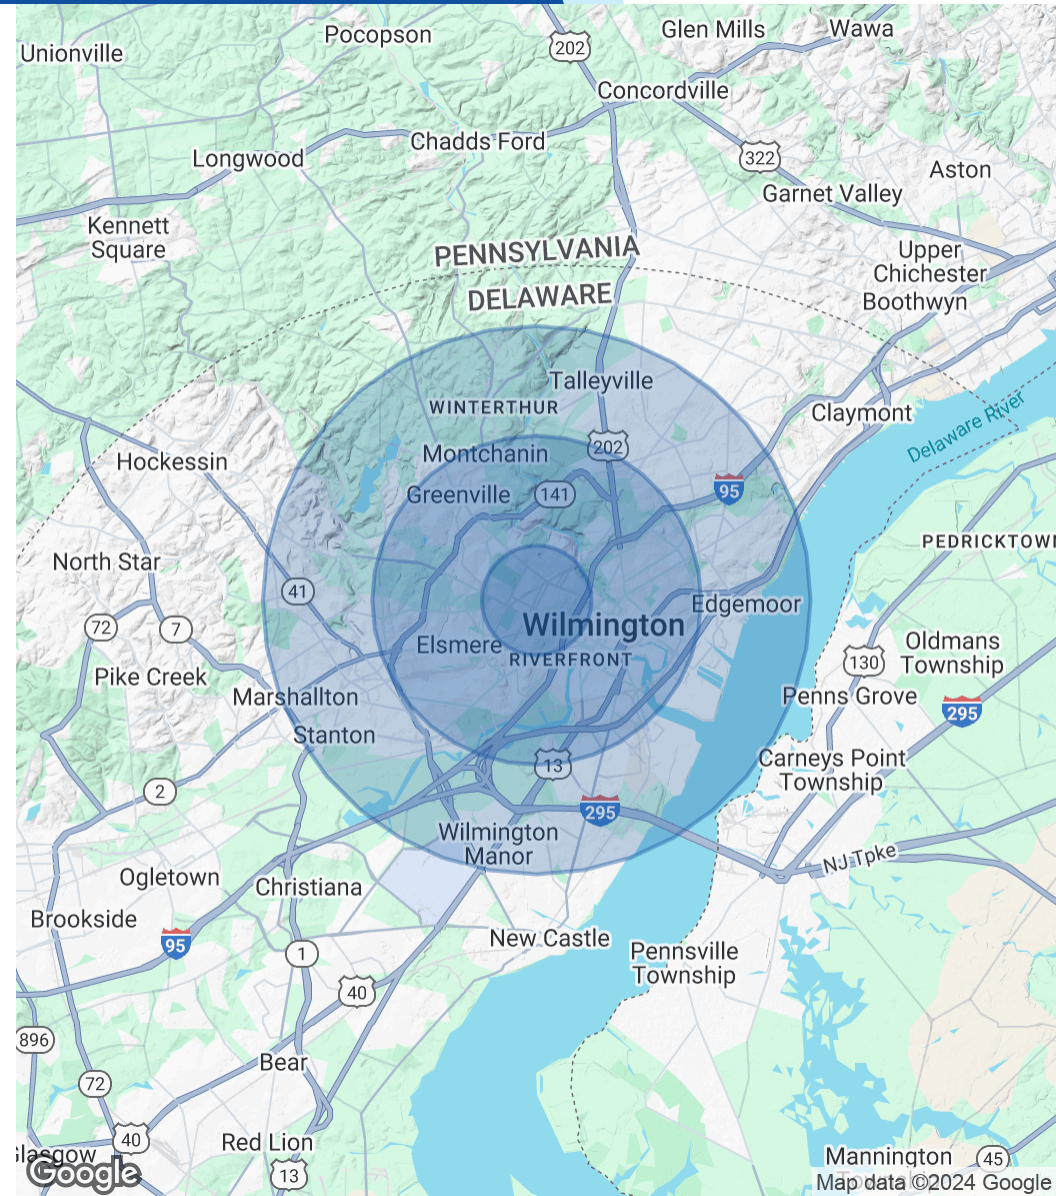 Unionville
Pocopson
Glen Mills
Wawa
202
Concordville
Chadds Ford
Longwood
322
Aston
Garnet Valley
Kennett
Square
PENNSYLVANIA
DELAWARE
Upper
Chichester
Boothwyn
Talleyville
WINTERTHUR
Claymont
Delaware River
Montchanin
202
Hockessin
Greenville
141
95
PEDRICKTOWN
North Star
41
Edgemoor
72
7
Wilmington
Elsmere
RIVERFRONT
Oldmans
Township
130
Pike Creek
Marshallton
Penns Grove
295
Stanton
13
Carneys Point
Township
2
295
Wilmington
Manor
NJ Tpke
Ogletown
Christiana
Brookside
95
New Castle
1
Pennsville
Township
40
896
Bear
72
40
Red Lion
Glasgow
13
Mannington
45
Google
Map data ©2024 Google